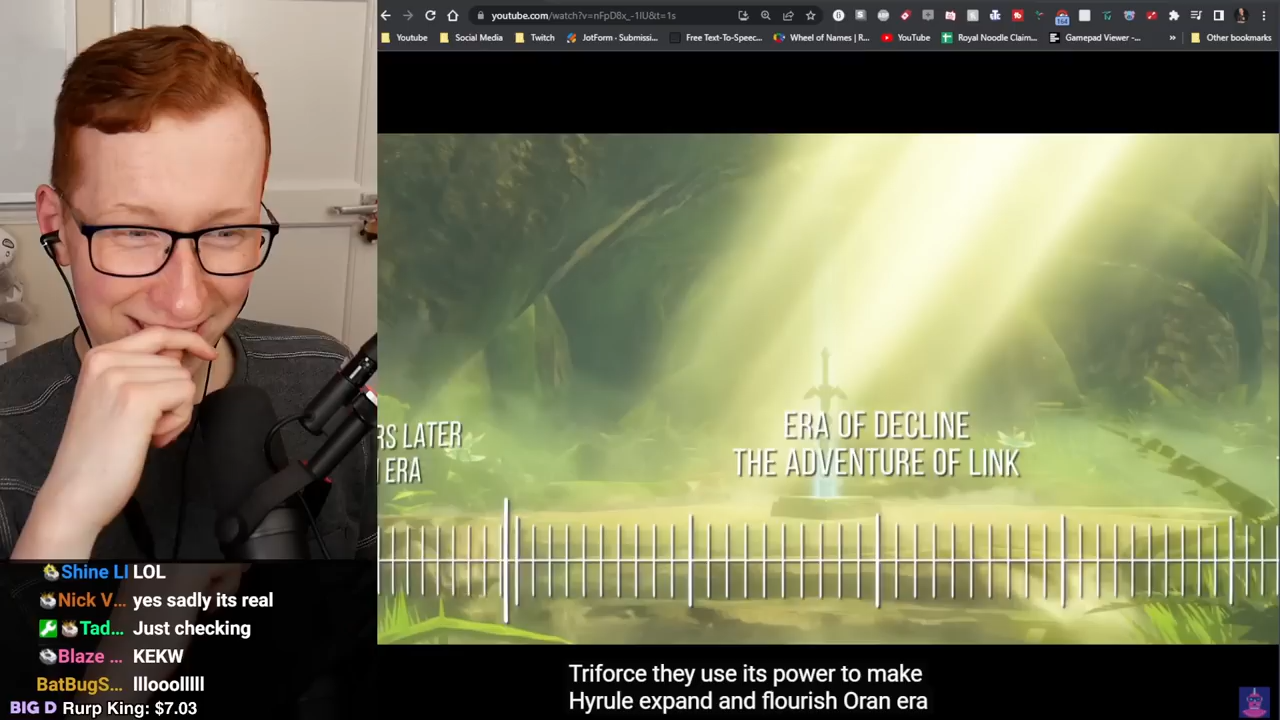 youtube.com/watch?v=nFpD8x_-1IU&t=1s
Youtube
Social Media
Twitch
JotForm - Submissi...
Free Text-To-Speec...
Wheel of Names | R...
YouTube
Royal Noodle Claim...
Gamepad Viewer -...
»
Other bookmarks
RS LATER
ERA
ERA OF DECLINE
THE ADVENTURE OF LINK
Shine LI LOL
Nick V... yes sadly its real
Tad... Just checking
Blaze ... KEKW
BatBugS... lllooolllll
BIG D Rurp King: $7.03
Triforce they use its power to make
Hyrule expand and flourish Oran era